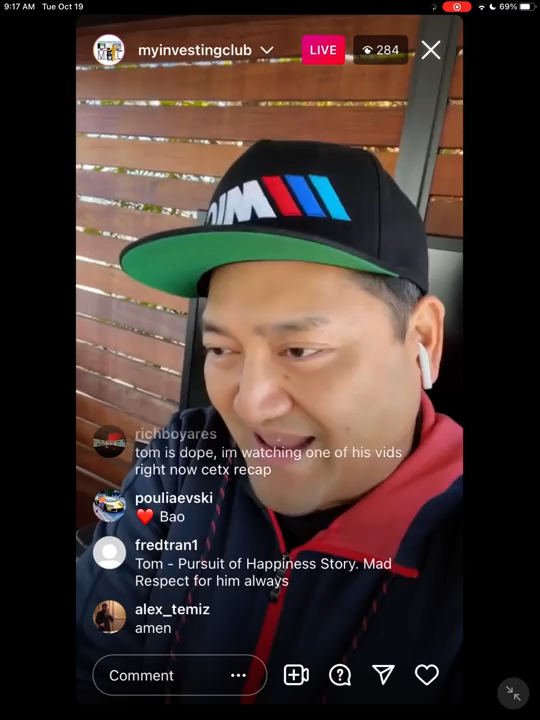 9:17 AM Tue Oct 19
69%
myinvestingclub
LIVE
284
richboyares
tom is dope, im watching one of his vids
right now cetx recap
pouliaevski
❤️ Bao
fredtran1
Tom - Pursuit of Happiness Story. Mad
Respect for him always
alex_temiz
amen
Comment